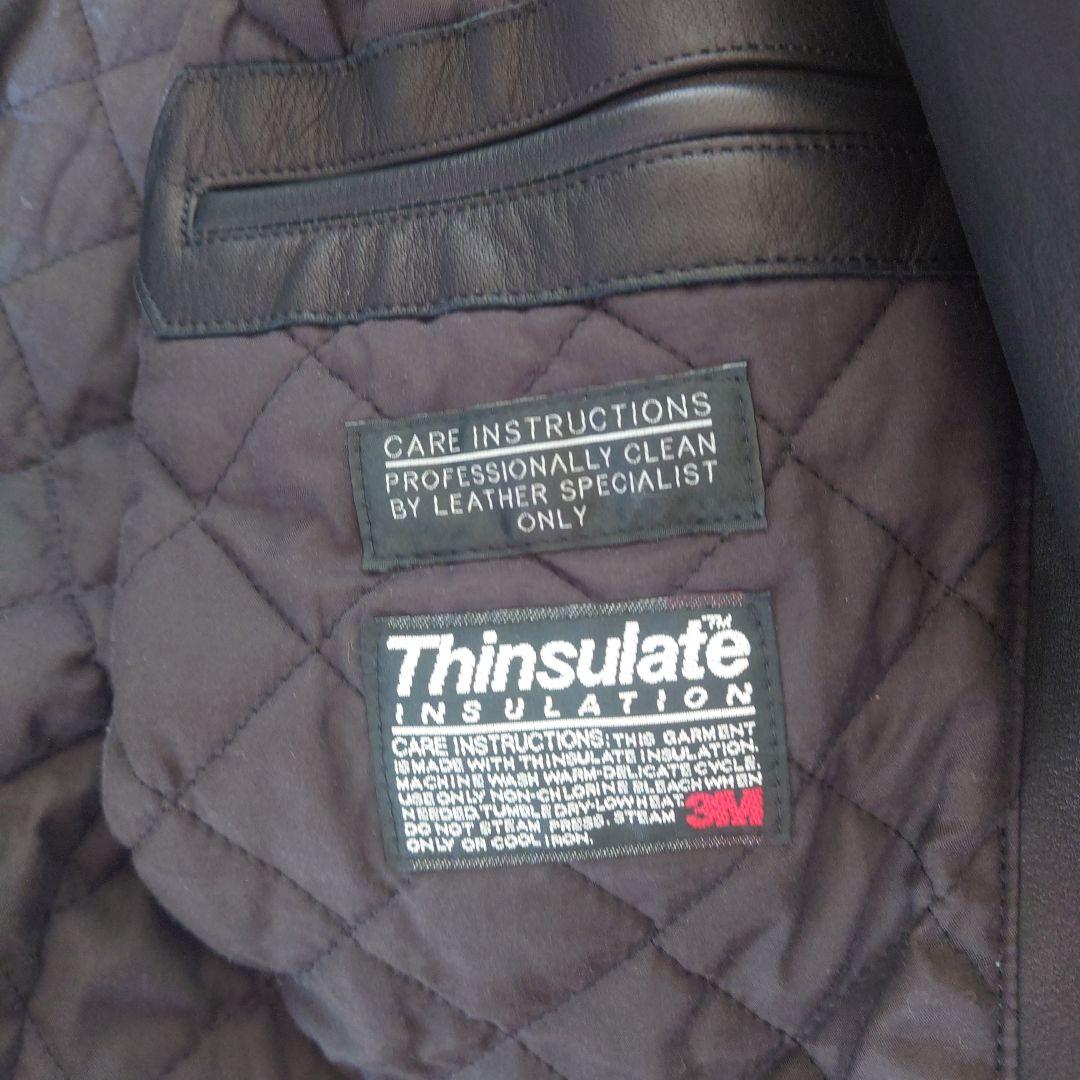 CARE INSTRUCTIONS
PROFESSIONALLY CLEAN
BY LEATHER SPECIALIST
ONLY
Thinsulate™
INSULATION
CARE INSTRUCTIONS: THIS GARMENT
IS MADE WITH THINSULATE INSULATION.
MACHINE WASH WARM-DELICATE CYCLE.
USE ONLY NON-CHLORINE BLEACH WHEN
NEEDED. TUMBLE DRY-LOW HEAT.
DO NOT STEAM PRESS. STEAM
ONLY OR COOL IRON.
3M